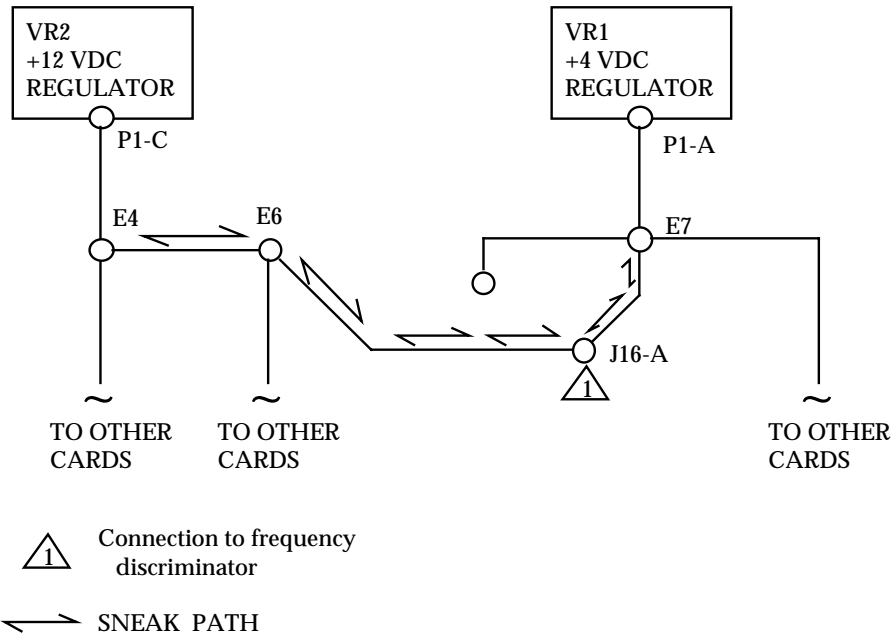 VR2
+12 VDC
REGULATOR
VR1
+4 VDC
REGULATOR
P1-C
P1-A
E4
E6
E7
J16-A
1
~
TO OTHER
CARDS
~
TO OTHER
CARDS
~
TO OTHER
CARDS
1
Connection to frequency
discriminator
SNEAK PATH